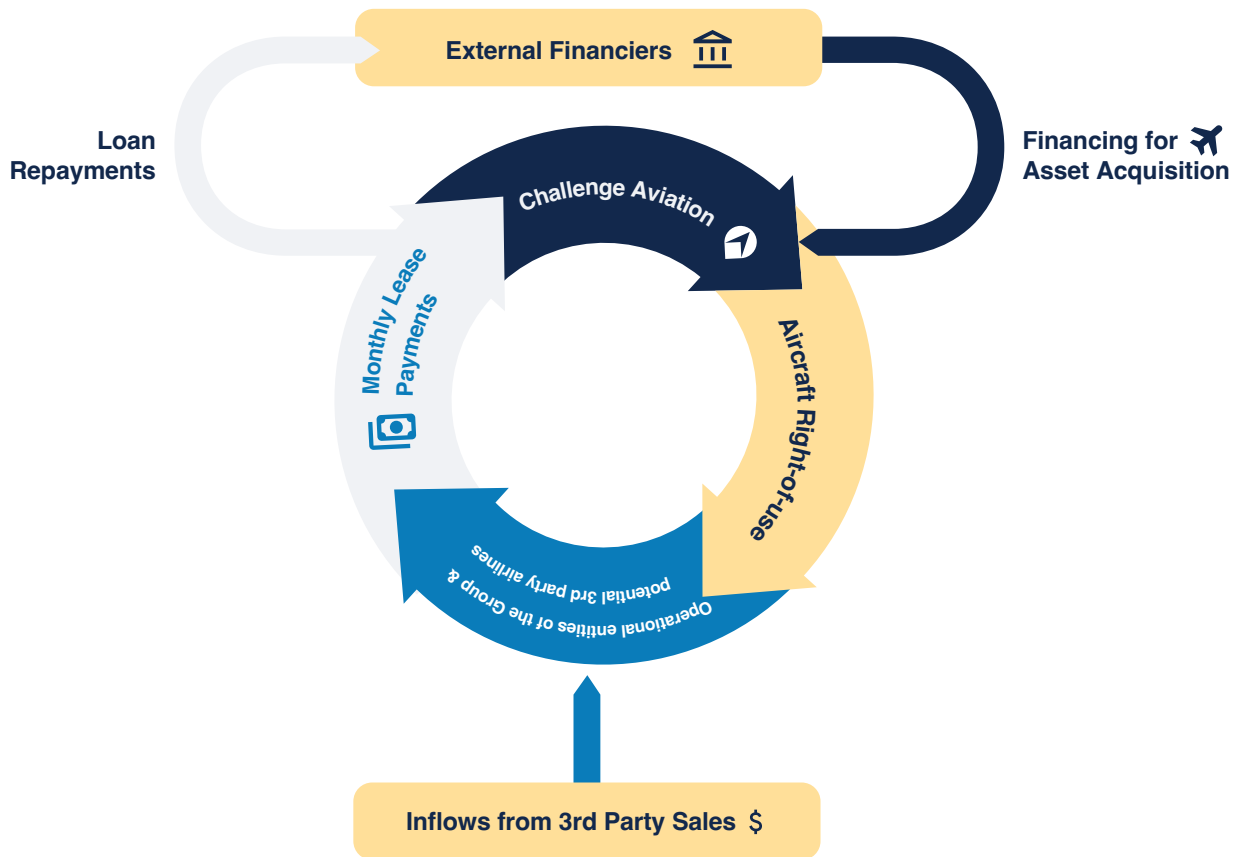 External Financiers
Loan
Repayments
Financing for
Asset Acquisition
Challenge Aviation
Monthly Lease
Payments
Aircraft Right-of-use
Operational entities of the Group &
potential 3rd party airlines
Inflows from 3rd Party Sales $